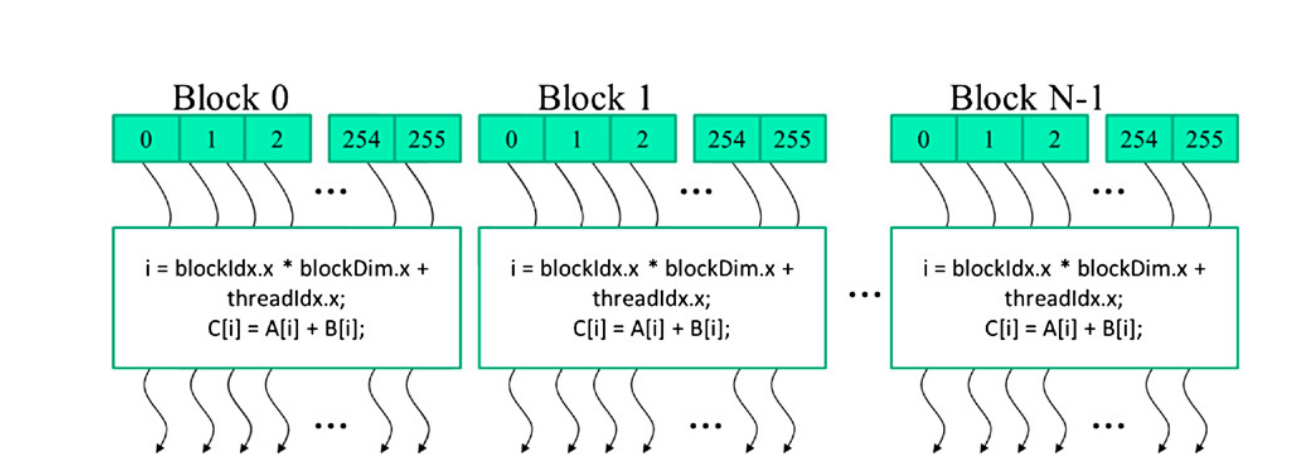 Block 0
Block 1
Block N-1
0 1 2 254 255
0 1 2 254 255
0 1 2 254 255
...
...
...
i = blockIdx.x * blockDim.x +
threadIdx.x;
C[i] = A[i] + B[i];
i = blockIdx.x * blockDim.x +
threadIdx.x;
C[i] = A[i] + B[i];
...
i = blockIdx.x * blockDim.x +
threadIdx.x;
C[i] = A[i] + B[i];
...
...
...